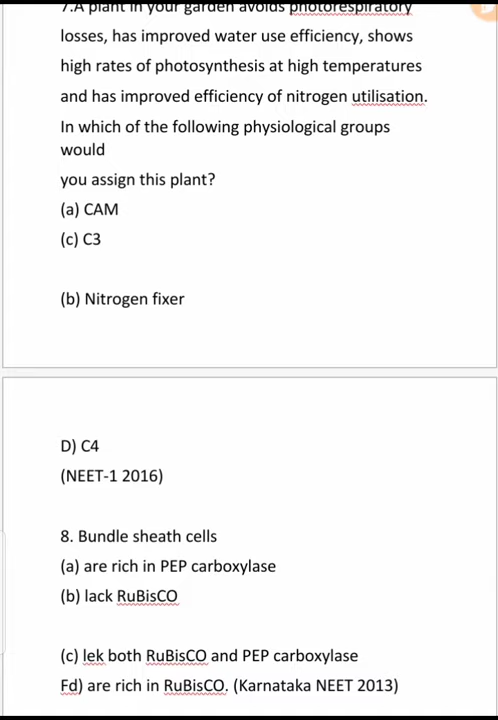 7.A plant in your garden avoids photorespiratory
losses, has improved water use efficiency, shows
high rates of photosynthesis at high temperatures
and has improved efficiency of nitrogen utilisation.
In which of the following physiological groups
would
you assign this plant?
(a) CAM
(c) C3
(b) Nitrogen fixer
D) C4
(NEET-1 2016)
8. Bundle sheath cells
(a) are rich in PEP carboxylase
(b) lack RuBisCO
(c) lek both RuBisCO and PEP carboxylase
Fd) are rich in RuBisCO. (Karnataka NEET 2013)